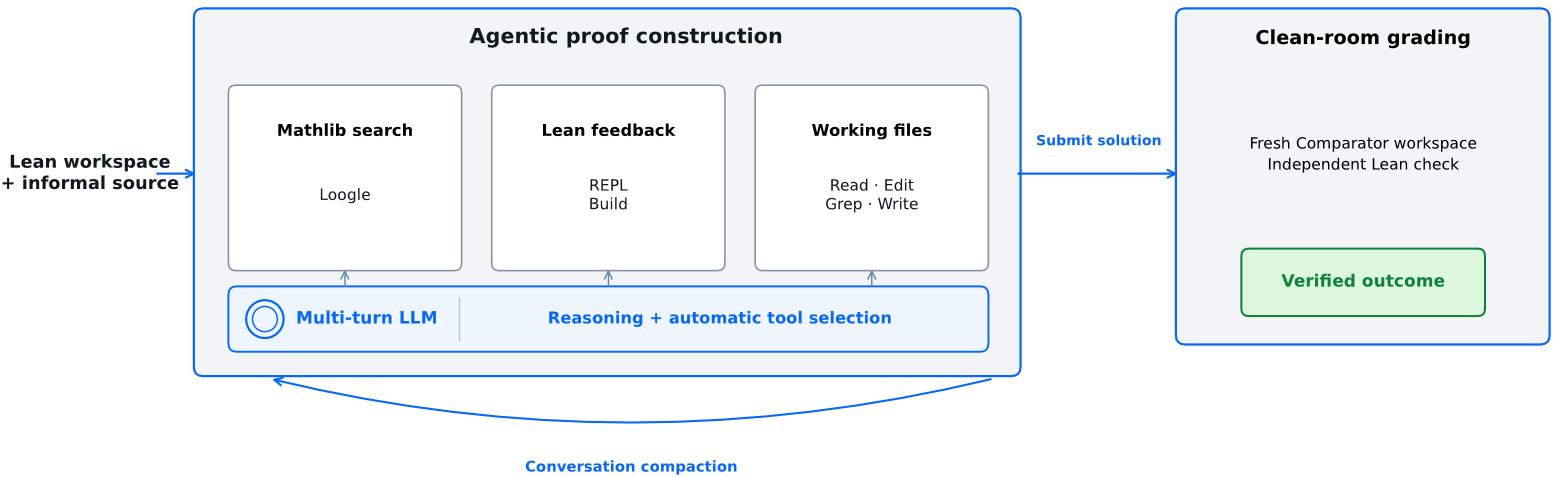 Agentic proof construction
Clean-room grading
Mathlib search
Lean feedback
Working files
Submit solution
Lean workspace
+ informal source
Loogle
REPL
Build
Read · Edit
Grep · Write
Fresh Comparator workspace
Independent Lean check
Verified outcome
Multi-turn LLM
Reasoning + automatic tool selection
Conversation compaction